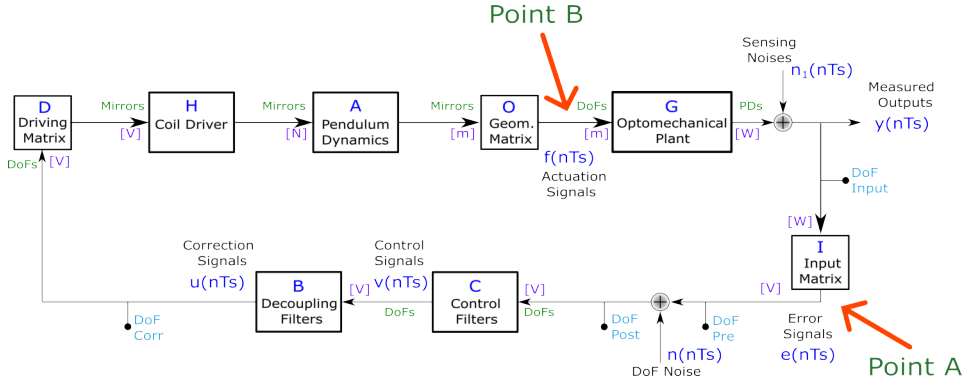 Point B
Sensing
Noises
n₁(nTs)
Measured
Outputs
y(nTs)
D
Driving
Matrix
Mirrors
[V]
H
Coil Driver
[N]
A
Pendulum
Dynamics
Mirrors
[m]
O
Geom.
Matrix
DoFs
[m]
f(nTs)
Actuation
Signals
G
Optomechanical
Plant
PDs
[W]
DoFs
[V]
DoF
Input
[W]
I
Input
Matrix
[V]
Correction
Signals
u(nTs)
Control
Signals
v(nTs)
B
Decoupling
Filters
[V]
DoFs
C
Control
Filters
[V]
DoFs
DoF
Corr
DoF
Post
n(nTs)
DoF Noise
DoF
Pre
Error
Signals
e(nTs)
Point A